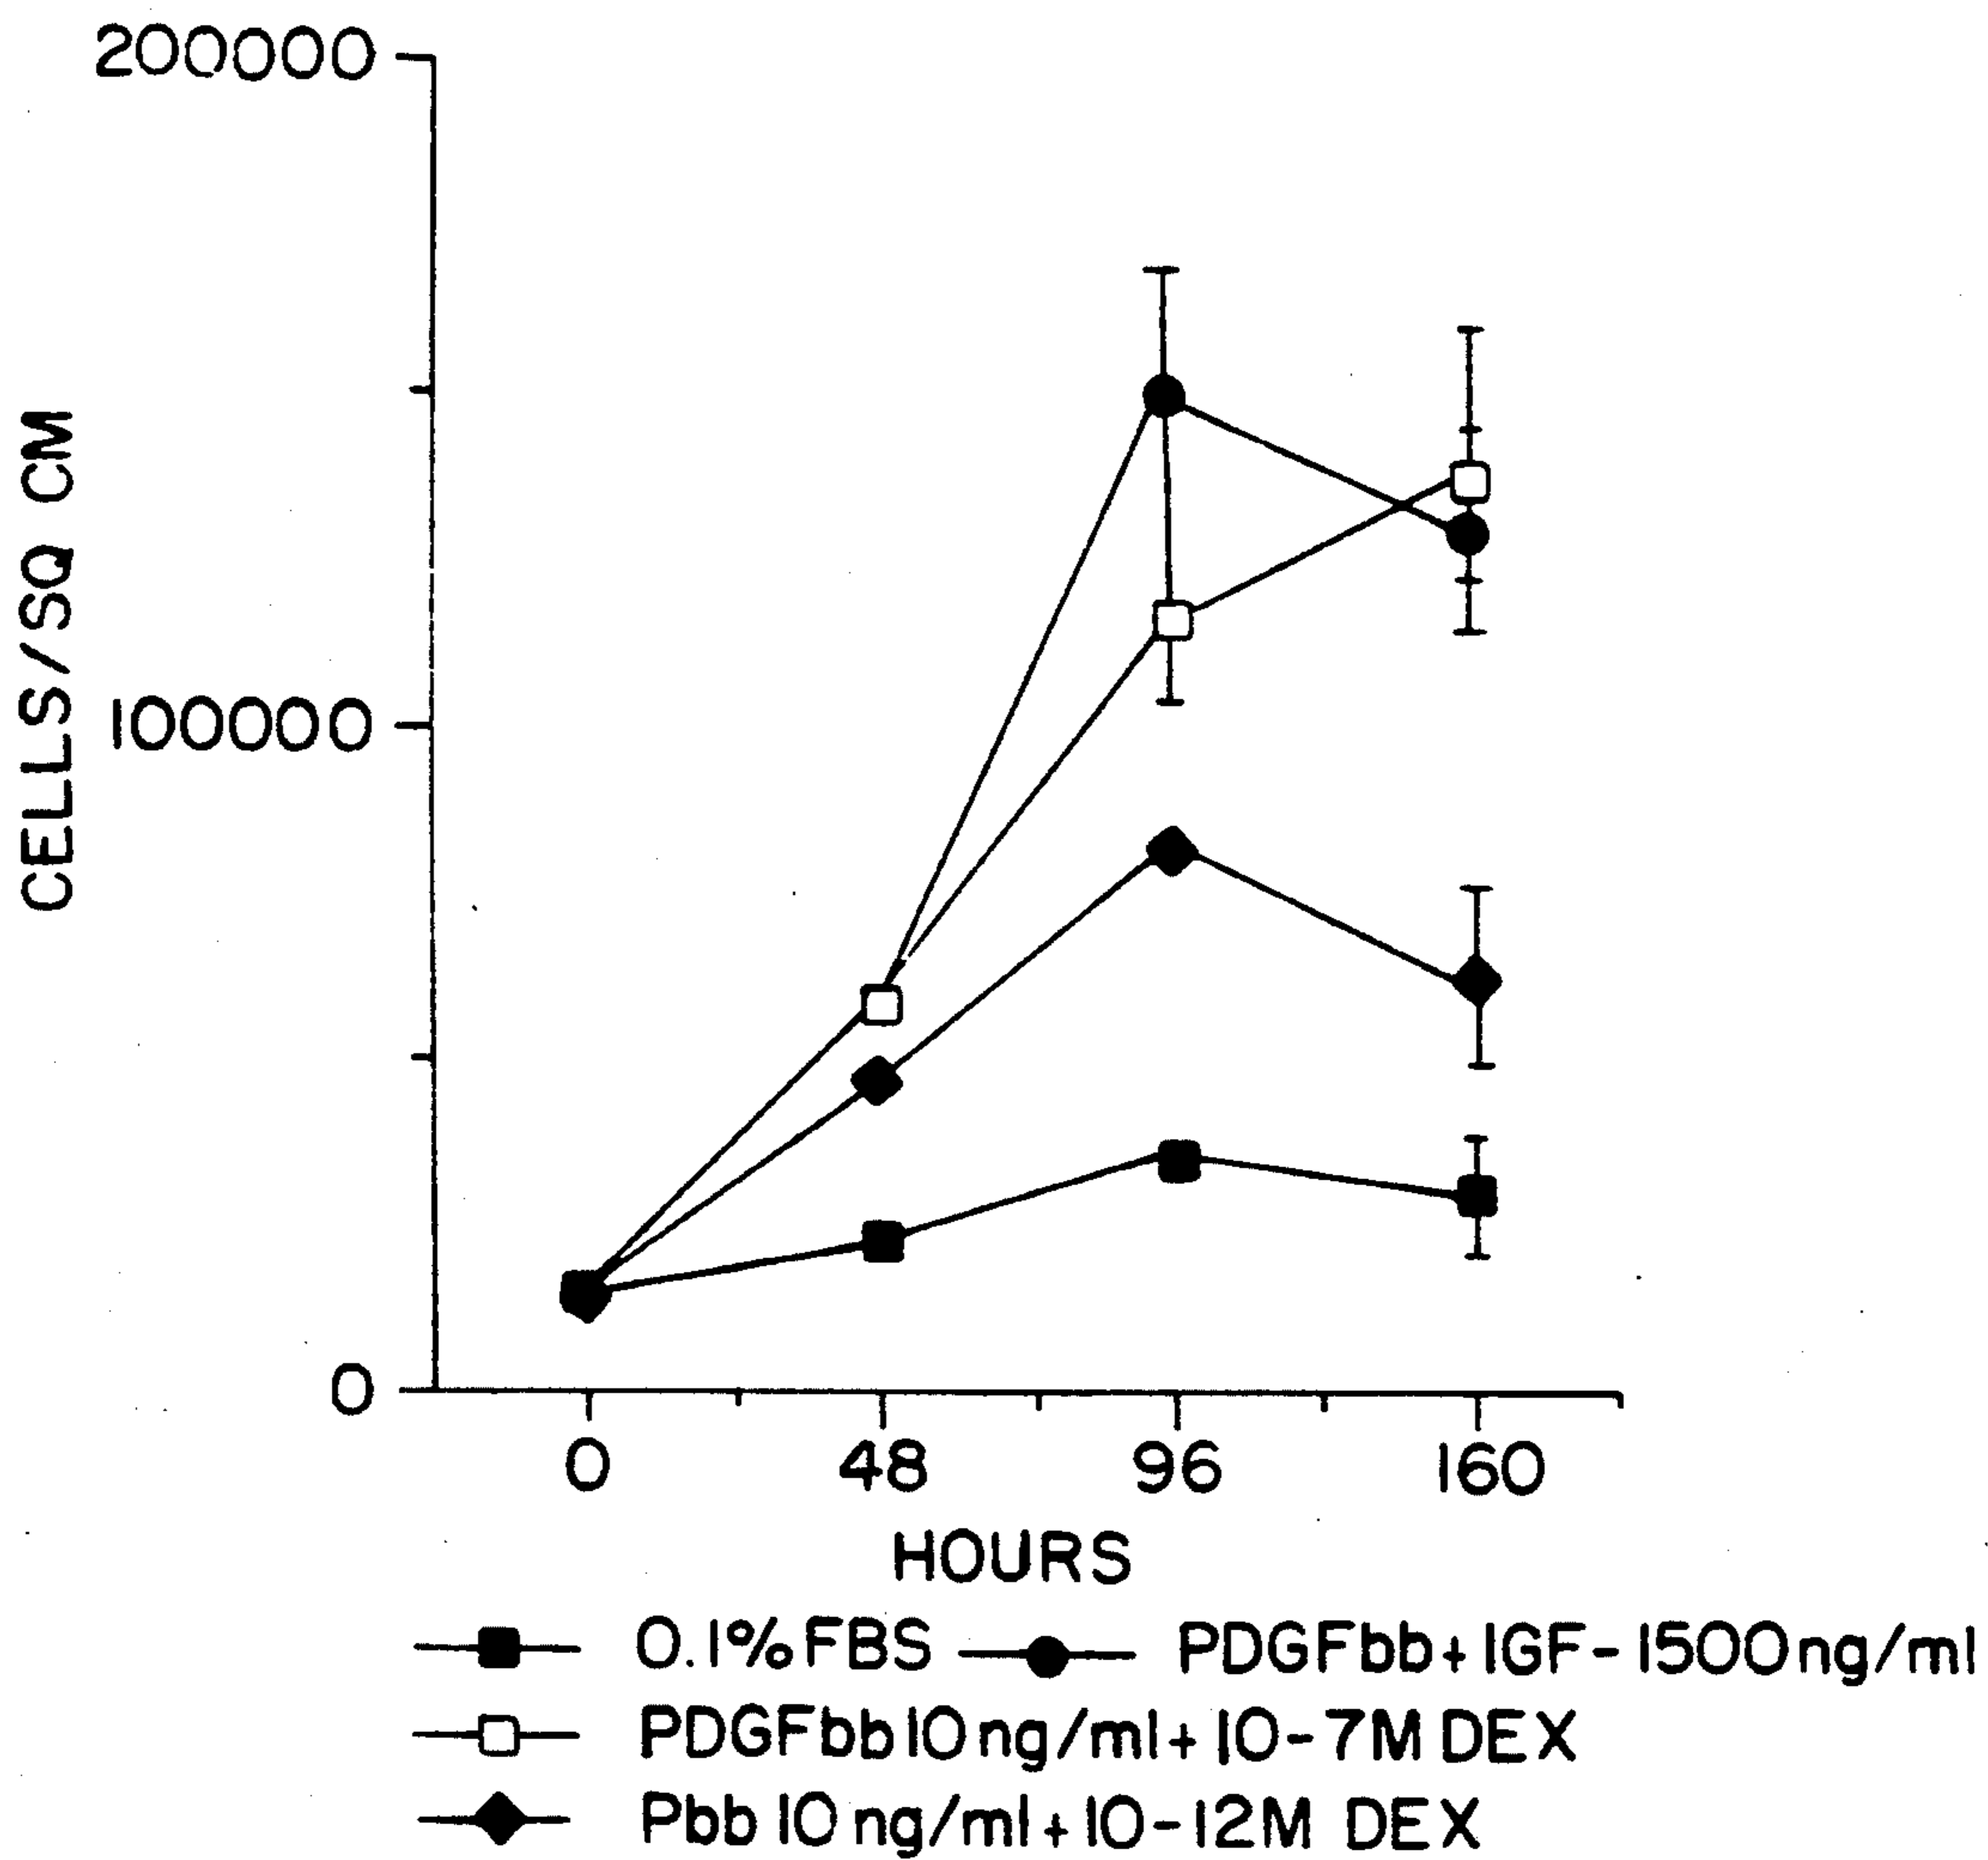 200000
100000
0
CELLS/SQ CM
0 48 96 160
HOURS
0.1%FBS PDGFbb+IGF-1500ng/ml
PDGFbb10ng/ml+10-7M DEX
Pbb10ng/ml+10-12M DEX